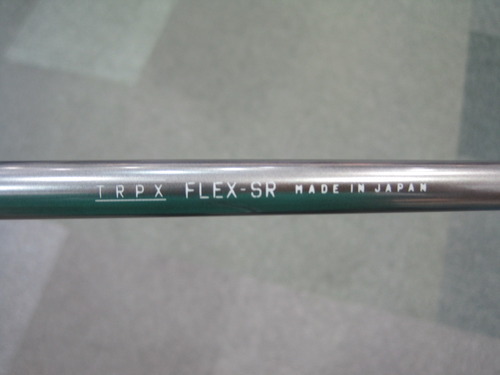 TRPX FLEX-SR MADE IN JAPAN